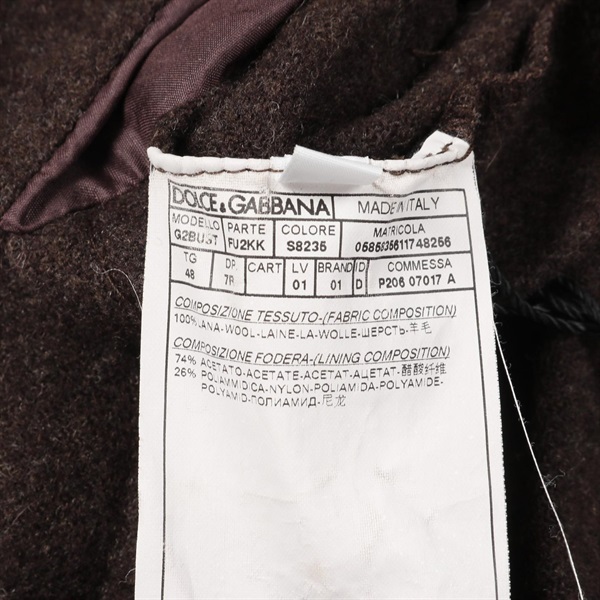 DOLCE & GABBANA MADE IN ITALY
MODELLO PARTE COLORE MATRICOLA
G2BUST FU2KK S8235
TG DP CART LV BRAND ID COMMESSA
48 7R 01 01 D P206 07017 A
COMPOSIZIONE TESSUTO-(FABRIC COMPOSITION)
100%LANA-WOOL-LAINE-LA-WOLLE-ШЕРСТЬ-羊毛
COMPOSIZIONE FODERA-(LINING COMPOSITION)
74% ACETATO-ACETATE-ACETAT-АЦЕТАТ-醋酸纤维
26% POLIAMMIDICA-NYLON-POLIAMIDA-POLYAMIDE-
POLYAMID-ПОЛИАМИД-尼龙